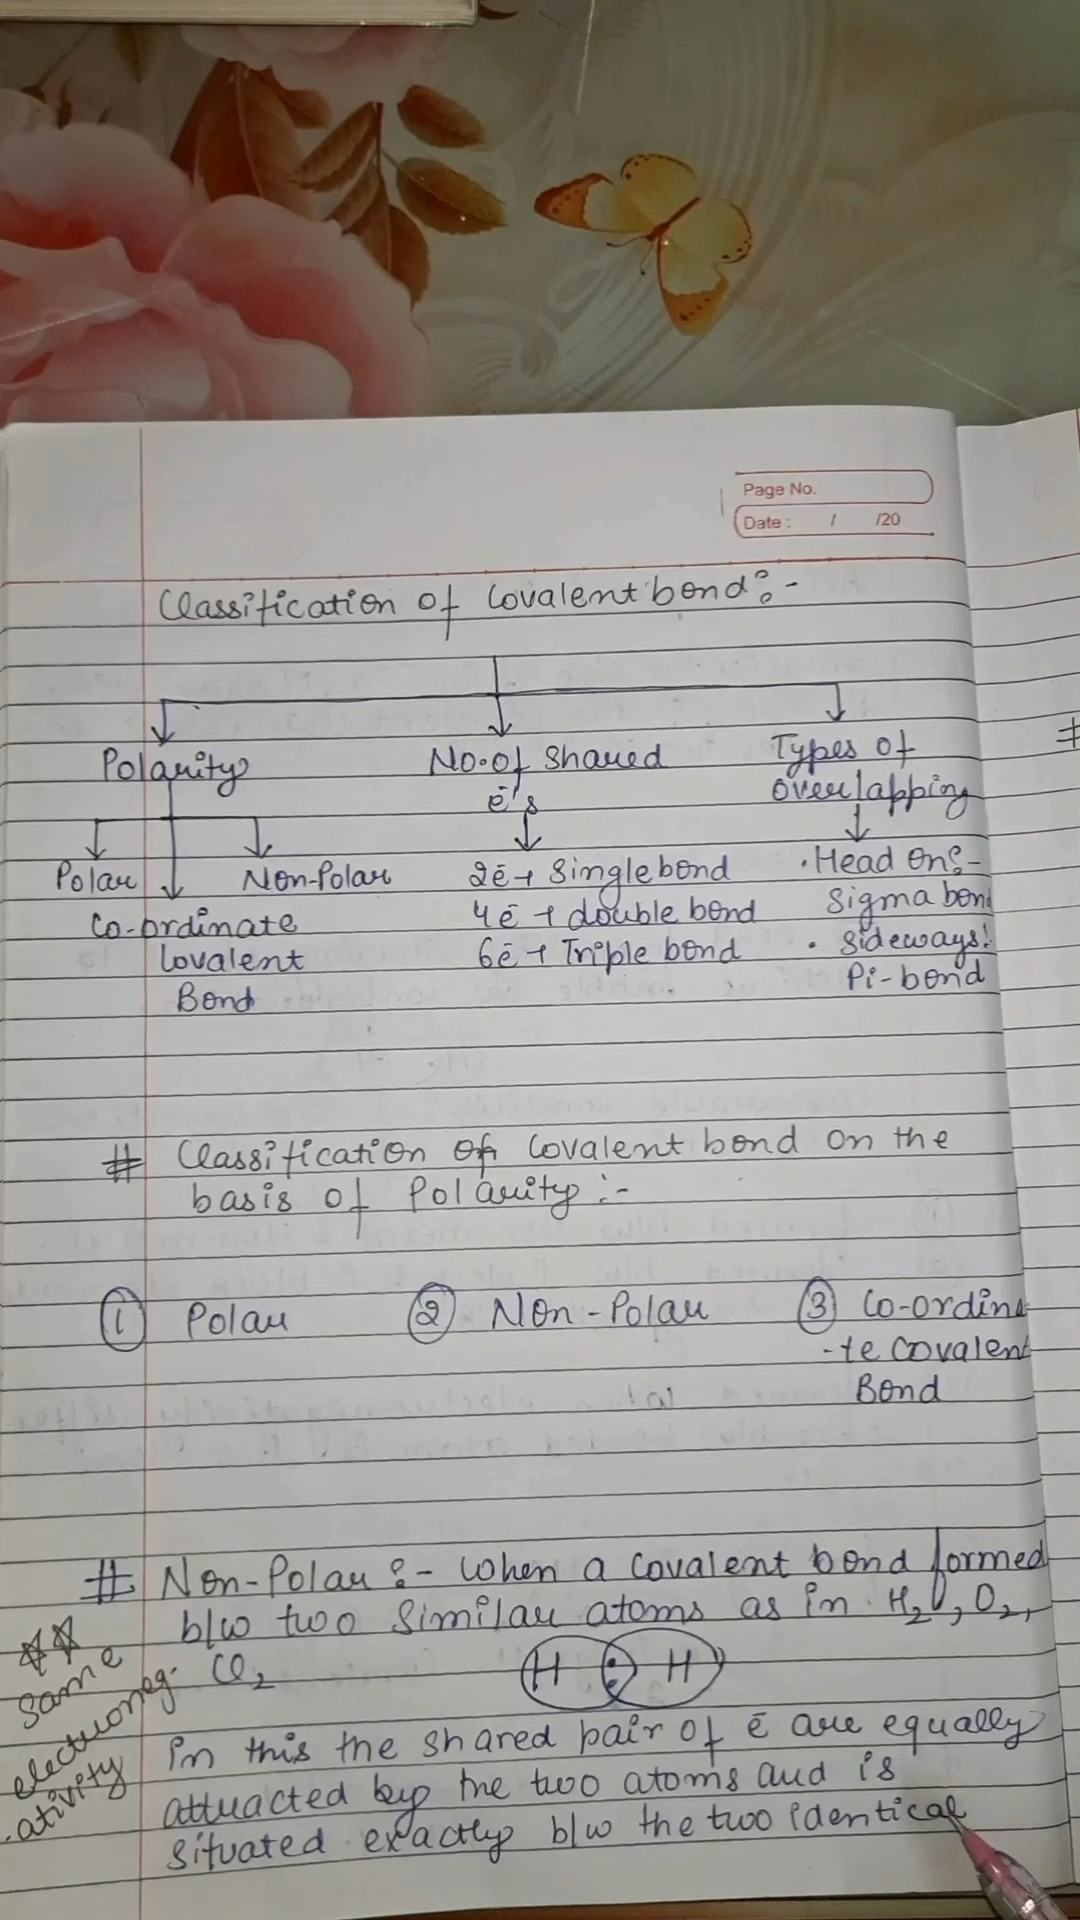 Page No.
Date : / /20
Classification of Covalent bond :-
Polarity
No. of Shared
ē's
Types of
overlapping
Polar
Non-Polar
Co-ordinate
Covalent
Bond
2ē → Single bond
4ē → double bond
6ē → Triple bond
• Head On :-
Sigma bond
• Sideways :
Pi-bond
# Classification of Covalent bond on the
basis of Polarity :-
① Polar ② Non-Polar ③ Co-ordina
-te Covalent
Bond
# Non-Polar :- When a Covalent bond formed
b/w two Similar atoms as in H₂, O₂,
Cl₂
H : H
Same
electroneg-
ativity
in this the shared pair of ē are equally
attracted by the two atoms and is
situated exactly b/w the two identical